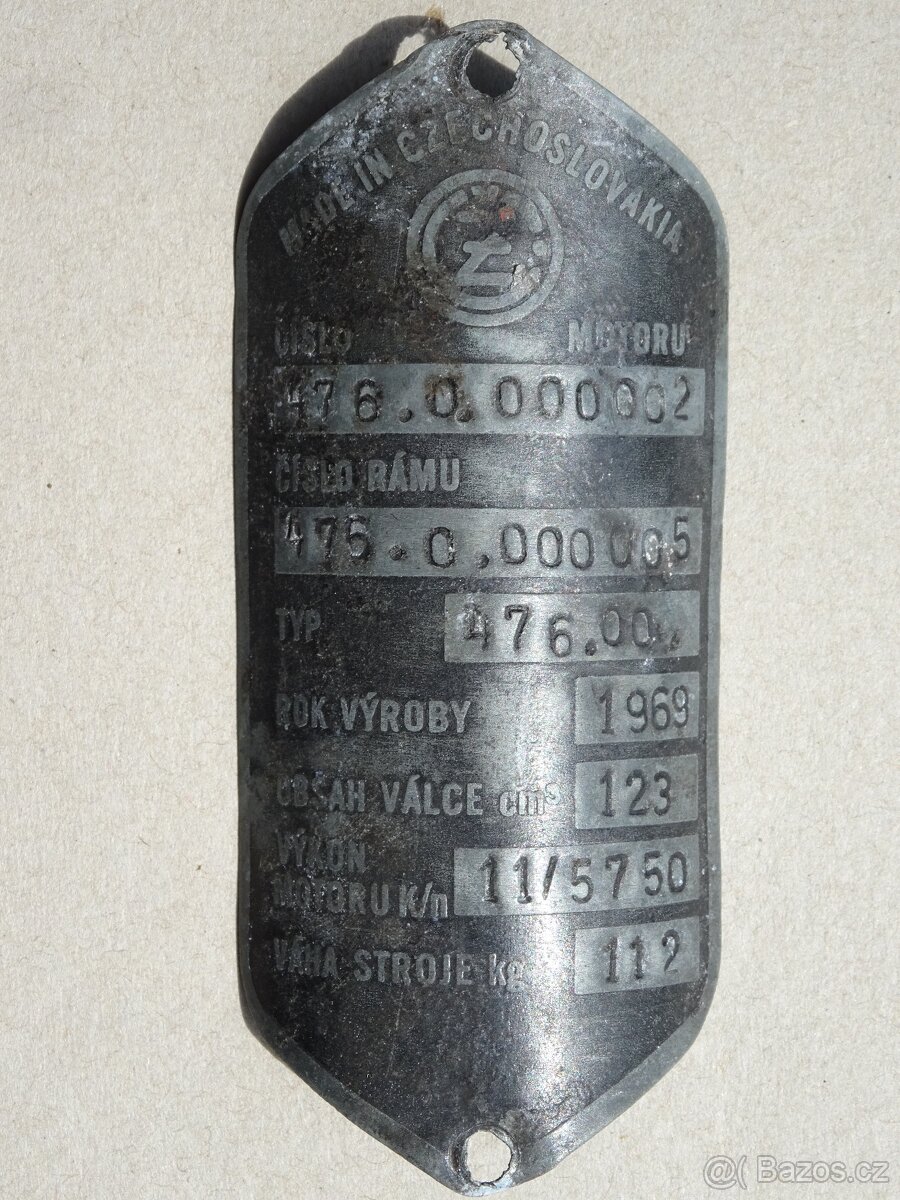 MADE IN CZECHOSLOVAKIA
ČÍSLO MOTORU
476.0.000002
ČÍSLO RÁMU
476.0.000005
TYP 476.00
ROK VÝROBY 1969
OBSAH VÁLCE cm³ 123
VÝKON
MOTORU K/n 11/5750
VÁHA STROJE kg 112
@( Bazos.cz